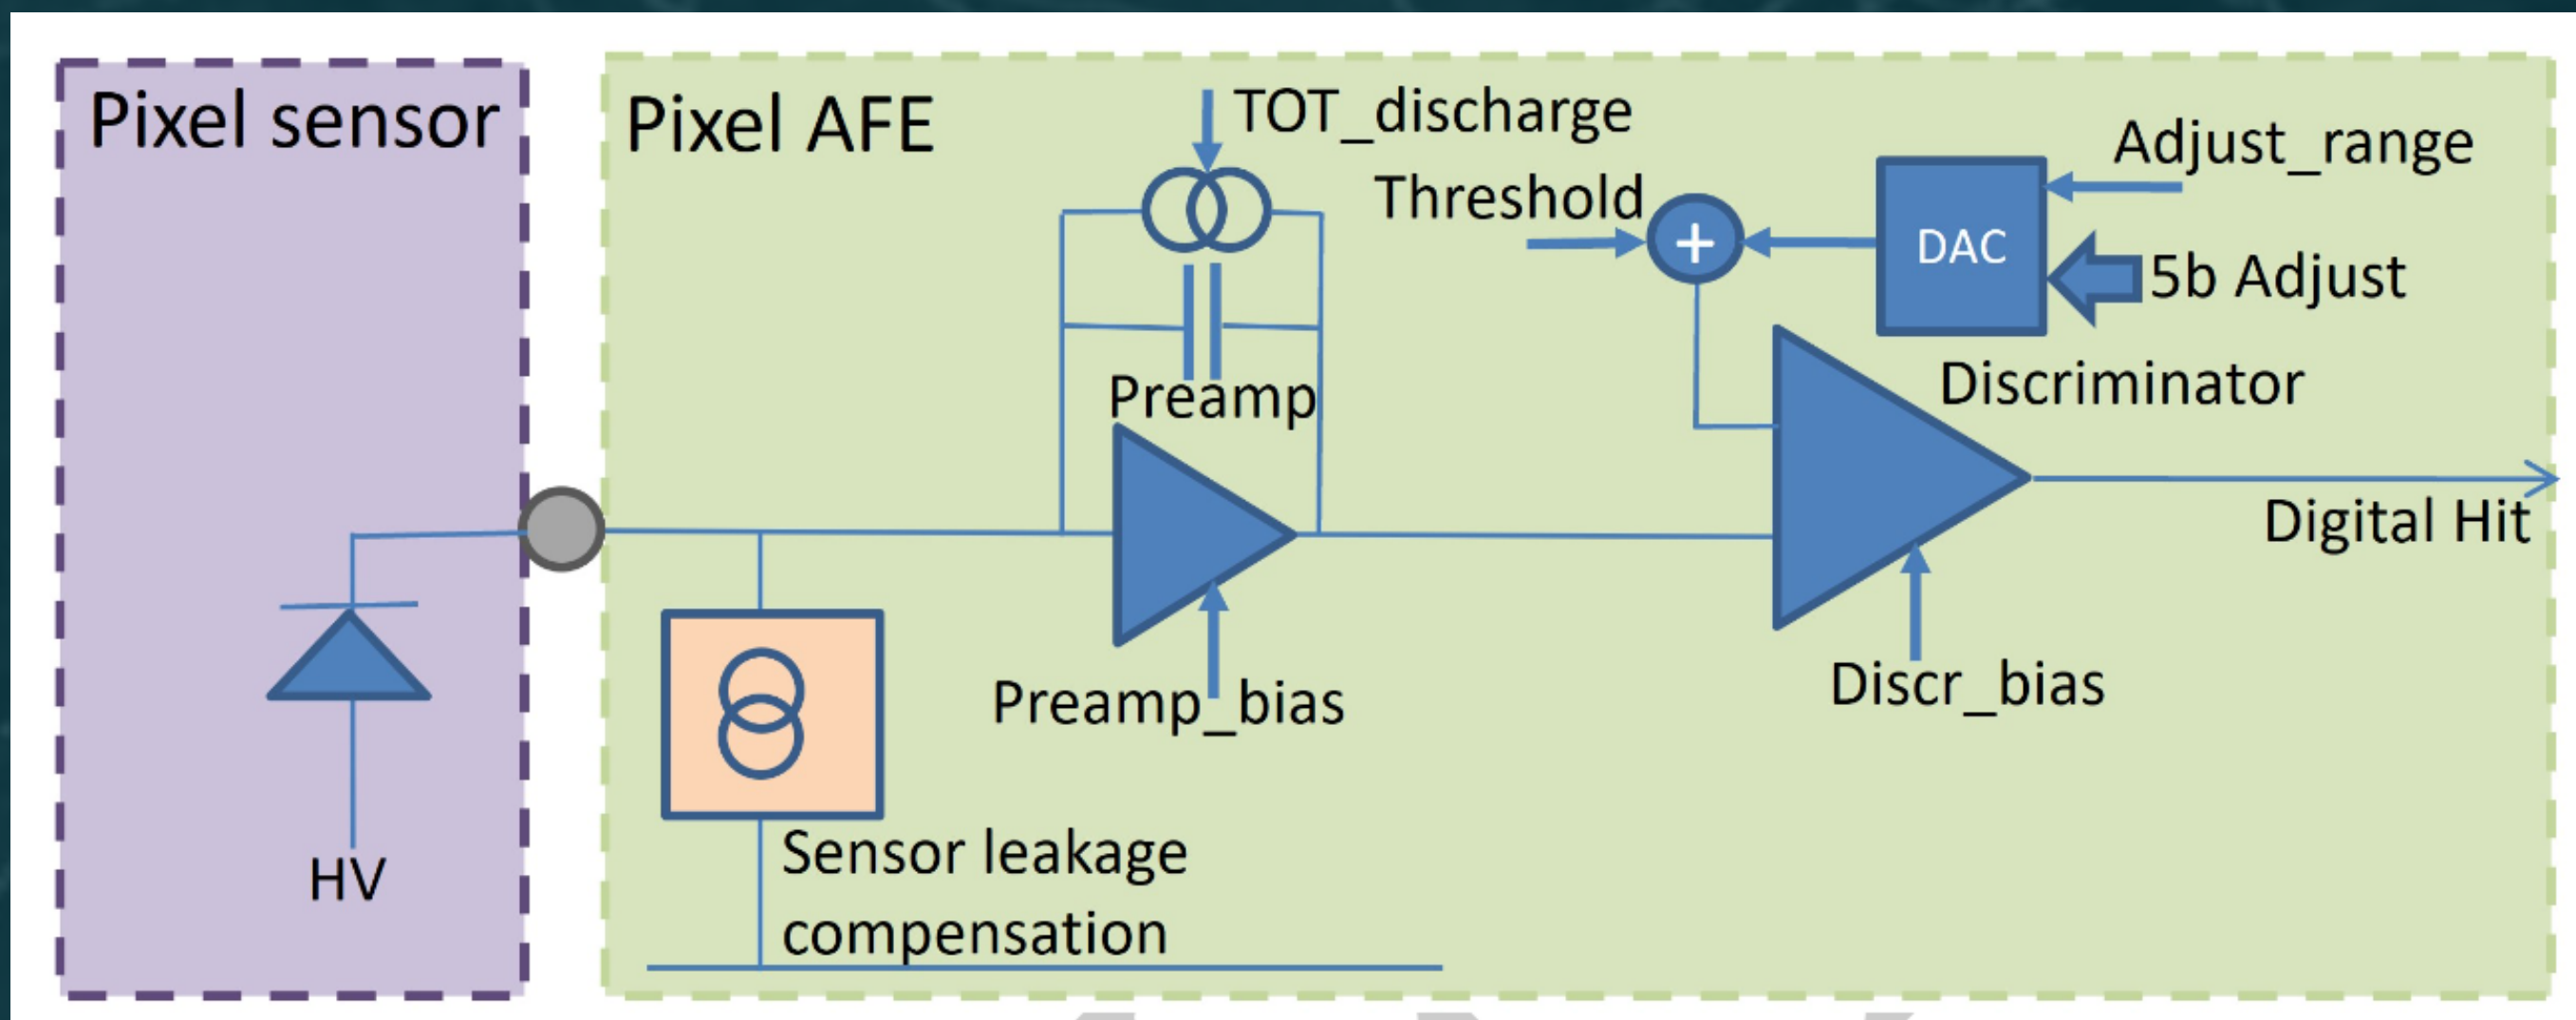 Pixel sensor
HV
Pixel AFE
TOT_discharge
Threshold
+
DAC
Adjust_range
5b Adjust
Preamp
Discriminator
Digital Hit
Preamp_bias
Discr_bias
Sensor leakage
compensation